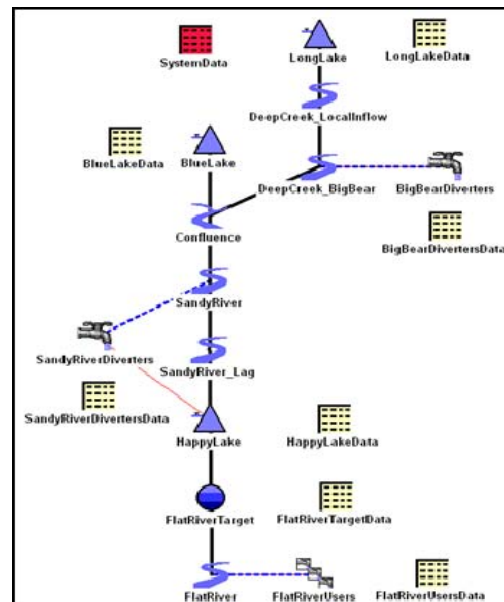 LongLake
LongLakeData
SystemData
DeepCreek_LocalInflow
BlueLakeData
BlueLake
DeepCreek_BigBear
BigBearDiverters
Confluence
BigBearDivertersData
SandyRiver
SandyRiverDiverters
SandyRiver_Lag
SandyRiverDivertersData
HappyLake
HappyLakeData
FlatRiverTarget
FlatRiverTargetData
FlatRiver
FlatRiverUsers
FlatRiverUsersData